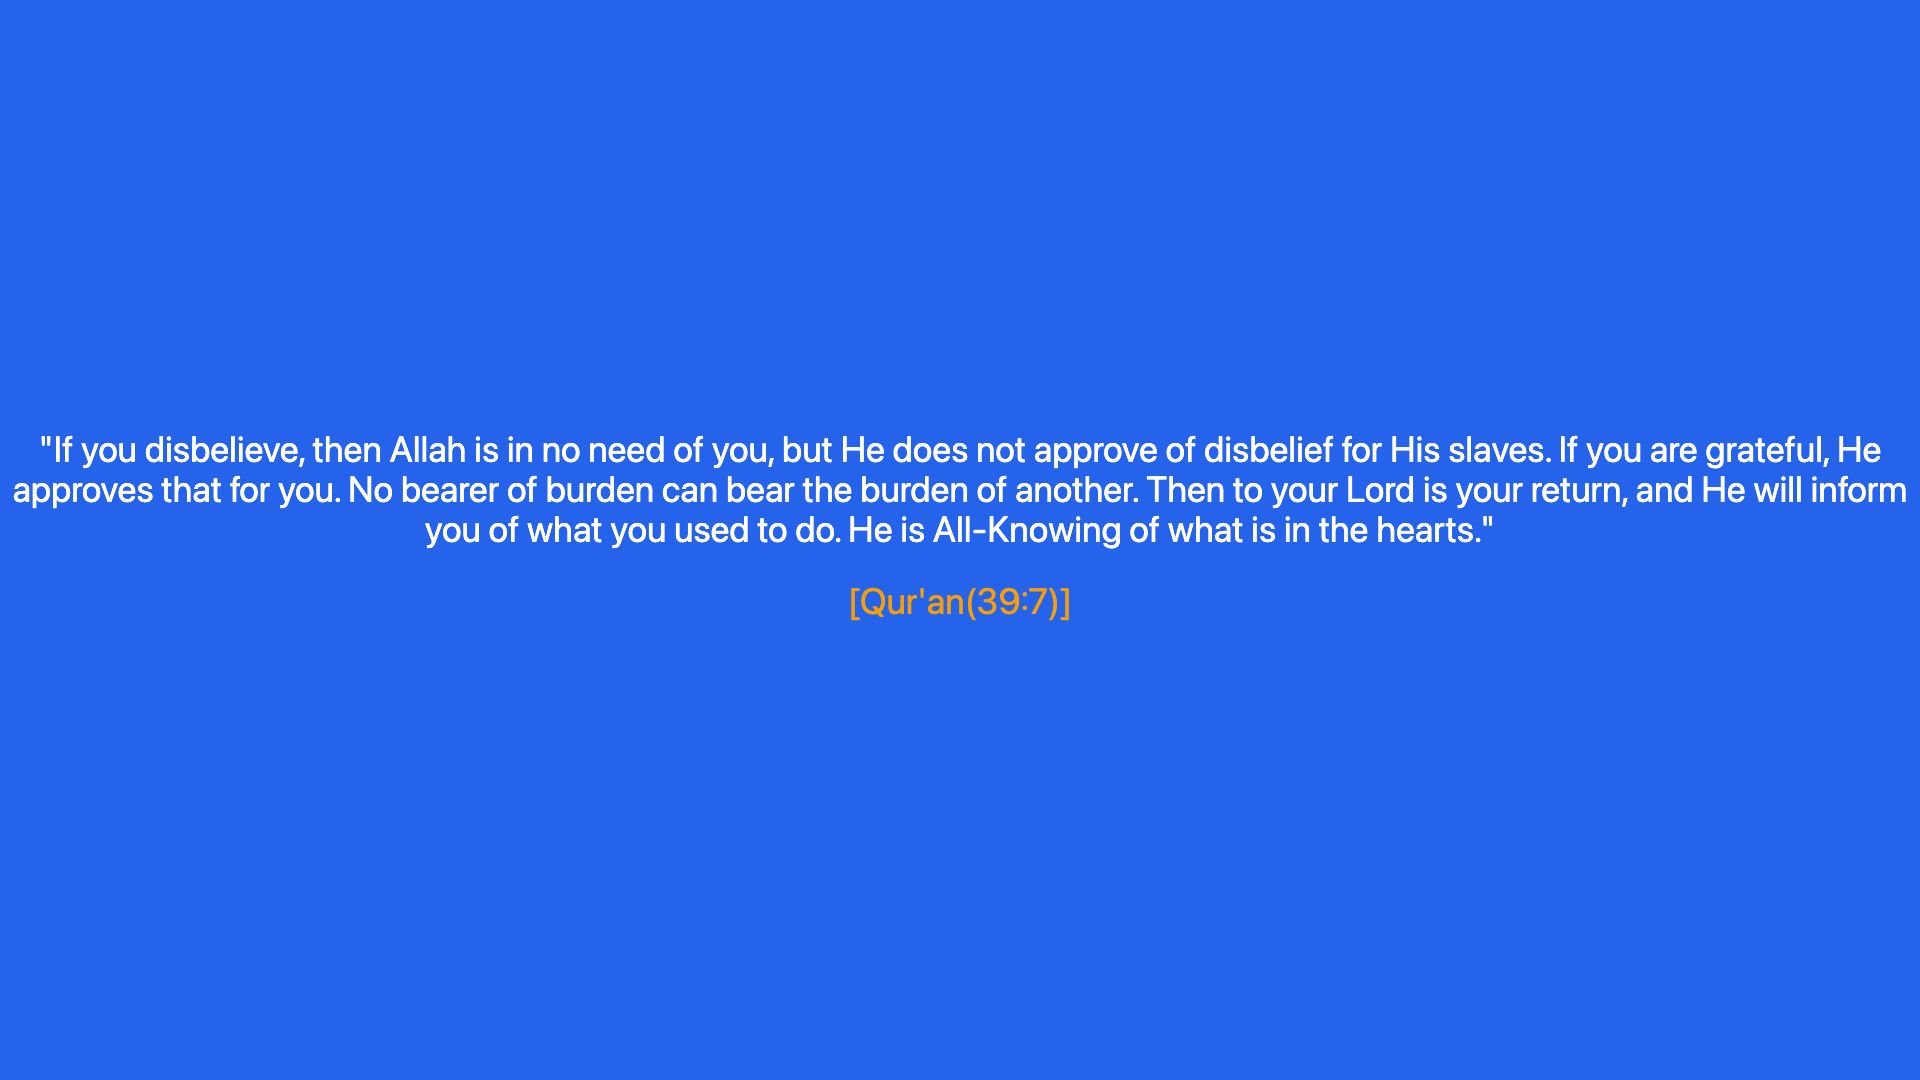 "If you disbelieve, then Allah is in no need of you, but He does not approve of disbelief for His slaves. If you are grateful, He
approves that for you. No bearer of burden can bear the burden of another. Then to your Lord is your return, and He will inform
you of what you used to do. He is All-Knowing of what is in the hearts."
[Qur'an(39:7)]